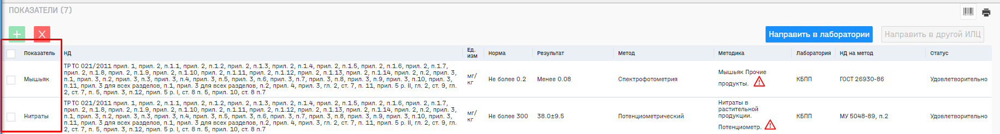 ПОКАЗАТЕЛИ (7)
Направить в лаборатории
Направить в другой ИЛЦ
Показатель
НД
Ед.
изм
Норма
Результат
Метод
Методика
Лаборатория
НД на метод
Статус
Мышьяк
ТР ТС 021/2011 прил. 1, прил. 2, п.1.1, прил. 2, п.1.2, прил. 2, п.1.3, прил. 2, п.1.4, прил. 2, п.1.5, прил. 2, п.1.6, прил. 2, п.1.7,
прил. 2, п.1.8, прил. 2, п.1.9, прил. 2, п.1.10, прил. 2, п.1.11, прил. 2, п.1.12, прил. 2, п.1.13, прил. 2, п.1.14, прил. 2, п.2, прил. 3,
п.1, прил. 3, п.2, прил. 3, п.3, прил. 3, п.4, прил. 3, п.5, прил. 3, п.6, прил. 3, п.7, прил. 3, п.8, прил. 3, п.9, прил. 3, п.10, прил. 3,
п.11, прил. 3 для всех разделов, п.1, прил. 3 для всех разделов, п.2, прил. 4, прил. 3, гл. 2, ст. 7, п. 11, прил. 5 р. II, гл. 2, ст. 9, гл.
2, ст. 7, п. 5, прил. 3, п.12, прил. 5 р. I, ст. 8 п. 5, прил. 10, ст. 8 п.7
мг/
кг
Не более 0.2
Менее 0.08
Спектрофотометрия
Мышьяк Прочие
продукты.
КБПП
ГОСТ 26930-86
Удовлетворительно
Нитраты
ТР ТС 021/2011 прил. 1, прил. 2, п.1.1, прил. 2, п.1.2, прил. 2, п.1.3, прил. 2, п.1.4, прил. 2, п.1.5, прил. 2, п.1.6, прил. 2, п.1.7,
прил. 2, п.1.8, прил. 2, п.1.9, прил. 2, п.1.10, прил. 2, п.1.11, прил. 2, п.1.12, прил. 2, п.1.13, прил. 2, п.1.14, прил. 2, п.2, прил. 3,
п.1, прил. 3, п.2, прил. 3, п.3, прил. 3, п.4, прил. 3, п.5, прил. 3, п.6, прил. 3, п.7, прил. 3, п.8, прил. 3, п.9, прил. 3, п.10, прил. 3,
п.11, прил. 3 для всех разделов, п.1, прил. 3 для всех разделов, п.2, прил. 4, прил. 3, гл. 2, ст. 7, п. 11, прил. 5 р. II, гл. 2, ст. 9, гл.
2, ст. 7, п. 5, прил. 3, п.12, прил. 5 р. I, ст. 8 п. 5, прил. 10, ст. 8 п.7
мг/
кг
Не более 300
38.0±9.5
Потенциометрический
Нитраты в
растительной
продукции.
Потенциометр.
КБПП
МУ 5048-89, п.2
Удовлетворительно